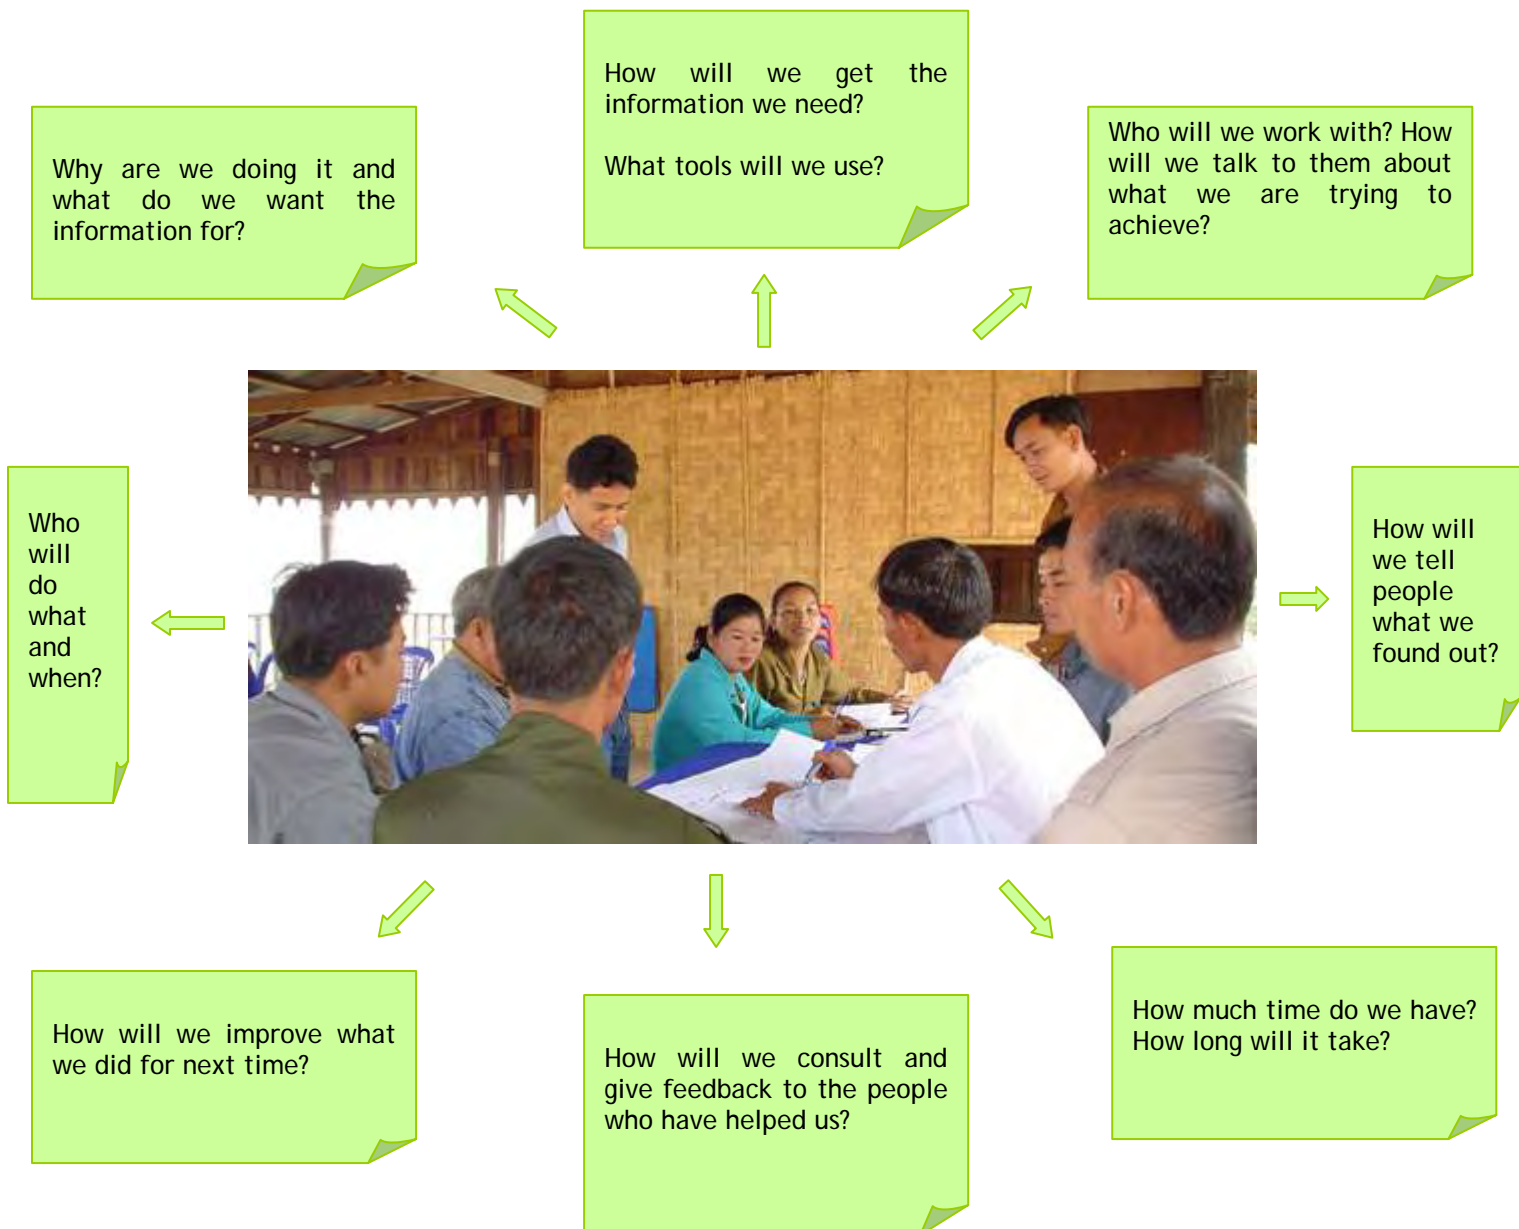 How will we get the
information we need?
What tools will we use?
Why are we doing it and
what do we want the
information for?
Who will we work with? How
will we talk to them about
what we are trying to
achieve?
Who
will
do
what
and
when?
How will
we tell
people
what we
found out?
How will we improve what
we did for next time?
How will we consult and
give feedback to the people
who have helped us?
How much time do we have?
How long will it take?